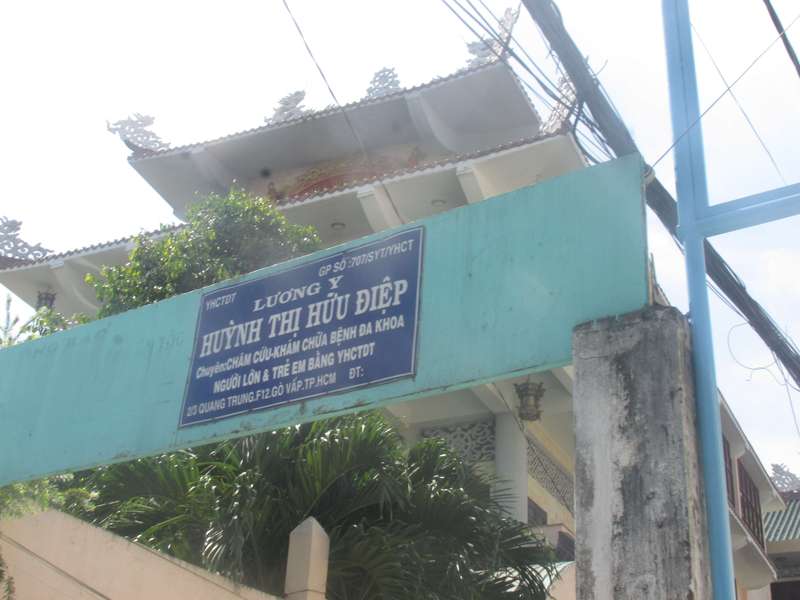 YHCTDT GP SỐ :707/SYT/YHCT
LƯƠNG Y
HUỲNH THỊ HỮU ĐIỆP
Chuyên:CHÂM CỨU-KHÁM CHỮA BỆNH ĐA KHOA
NGƯỜI LỚN & TRẺ EM BẰNG YHCTDT
2/3 QUANG TRUNG.F12.GÒ VẤP.TP.HCM ĐT: